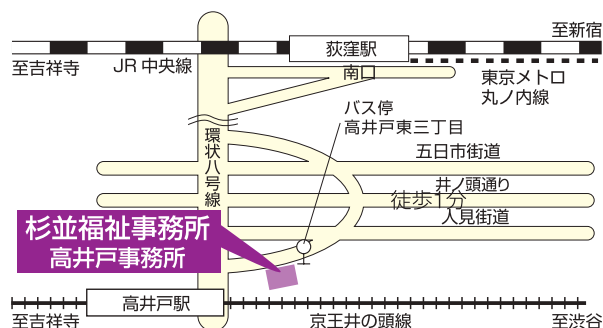 至新宿
荻窪駅
至吉祥寺
JR中央線
南口
東京メトロ
丸ノ内線
バス停
高井戸東三丁目
環状八号線
五日市街道
井ノ頭通り
徒歩1分
人見街道
杉並福祉事務所
高井戸事務所
高井戸駅
至吉祥寺
京王井の頭線
至渋谷